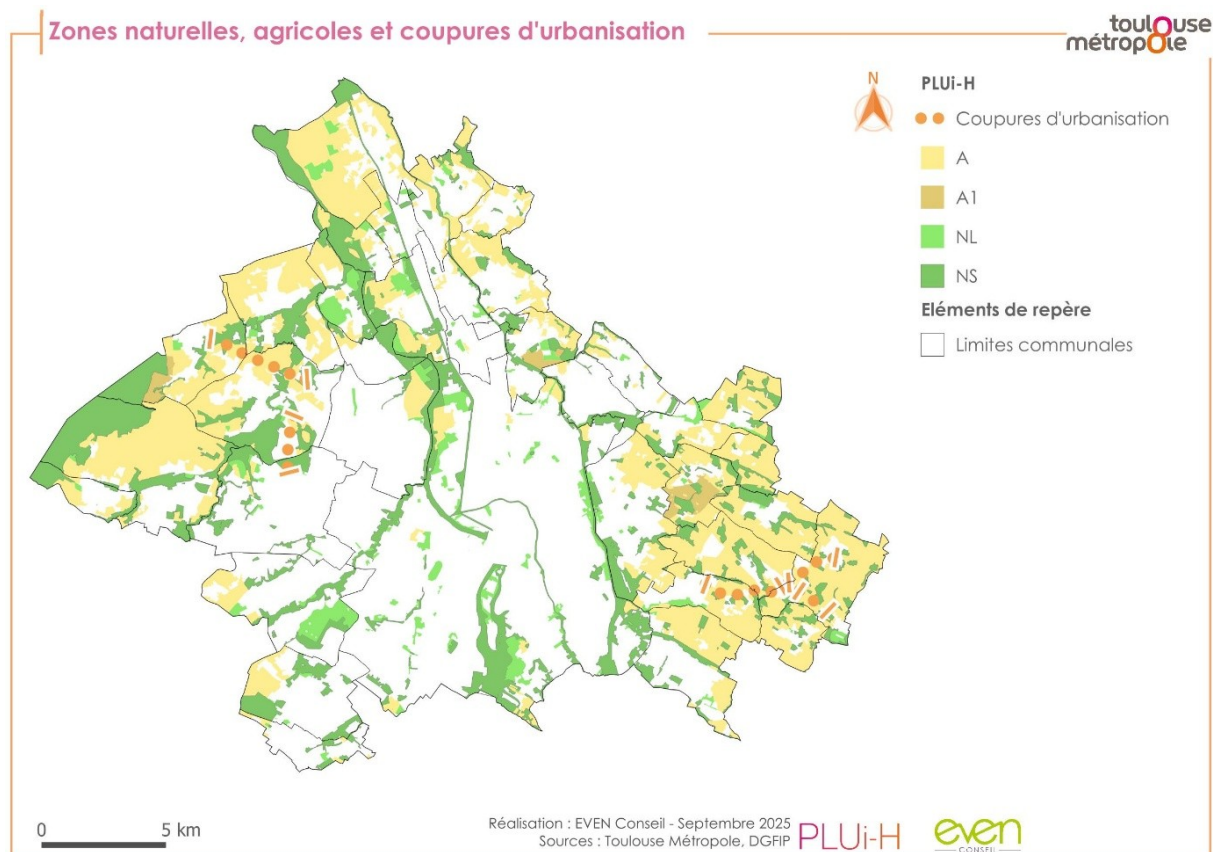 Zones naturelles, agricoles et coupures d'urbanisation
toulouse
métropole
N
PLUi-H
Coupures d'urbanisation
A
A1
NL
NS
Eléments de repère
Limites communales
0 5 km
Réalisation : EVEN Conseil - Septembre 2025
Sources : Toulouse Métropole, DGFIP
PLUi-H
even
CONSEIL